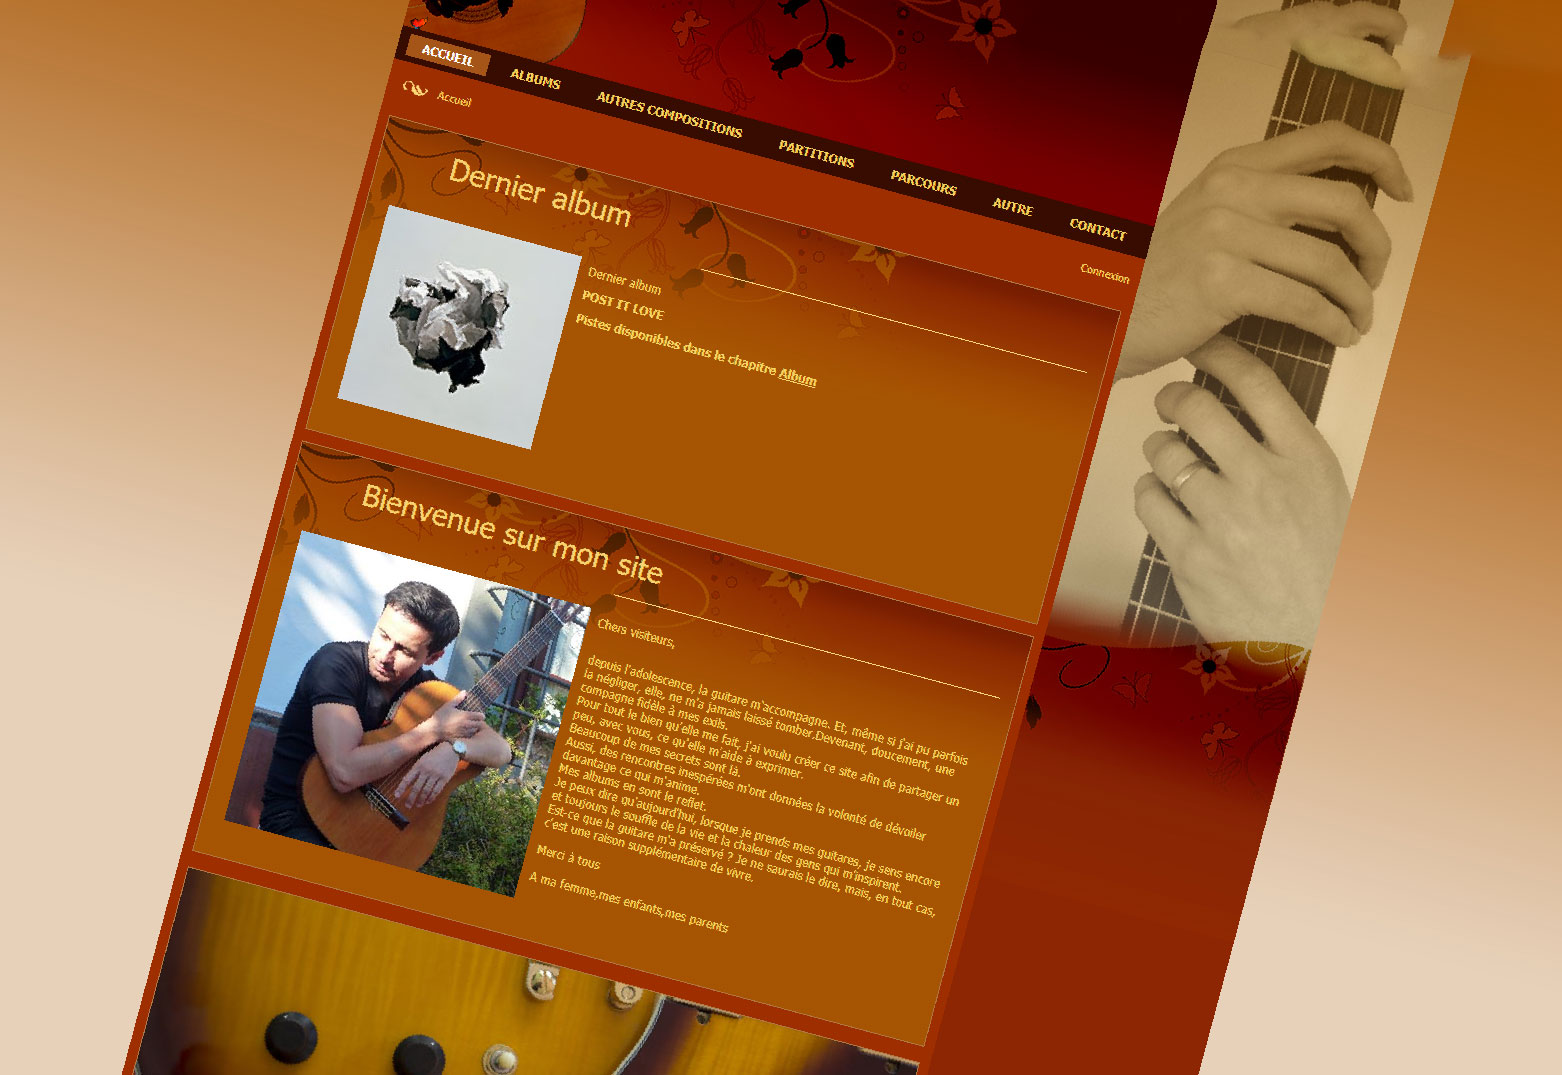 ACCUEIL
ALBUMS
AUTRES COMPOSITIONS
PARTITIONS
PARCOURS
AUTRE
CONTACT
Accueil
Connexion
Dernier album
Dernier album
POST IT LOVE
Pistes disponibles dans le chapitre Album
Bienvenue sur mon site
Chers visiteurs,
depuis l'adolescence, la guitare m'accompagne. Et, même si j'ai pu parfois
la négliger, elle, ne m'a jamais laissé tomber.Devenant, doucement, une
compagne fidèle à mes exils.
Pour tout le bien qu'elle me fait, j'ai voulu créer ce site afin de partager un
peu, avec vous, ce qu'elle m'aide à exprimer.
Beaucoup de mes secrets sont là.
Aussi, des rencontres inespérées m'ont données la volonté de dévoiler
davantage ce qui m'anime.
Mes albums en sont le reflet.
Je peux dire qu'aujourd'hui, lorsque je prends mes guitares, je sens encore
et toujours le souffle de la vie et la chaleur des gens qui m'inspirent.
Est-ce que la guitare m'a préservé ? Je ne saurais le dire, mais, en tout cas,
c'est une raison supplémentaire de vivre.
Merci à tous
A ma femme,mes enfants,mes parents